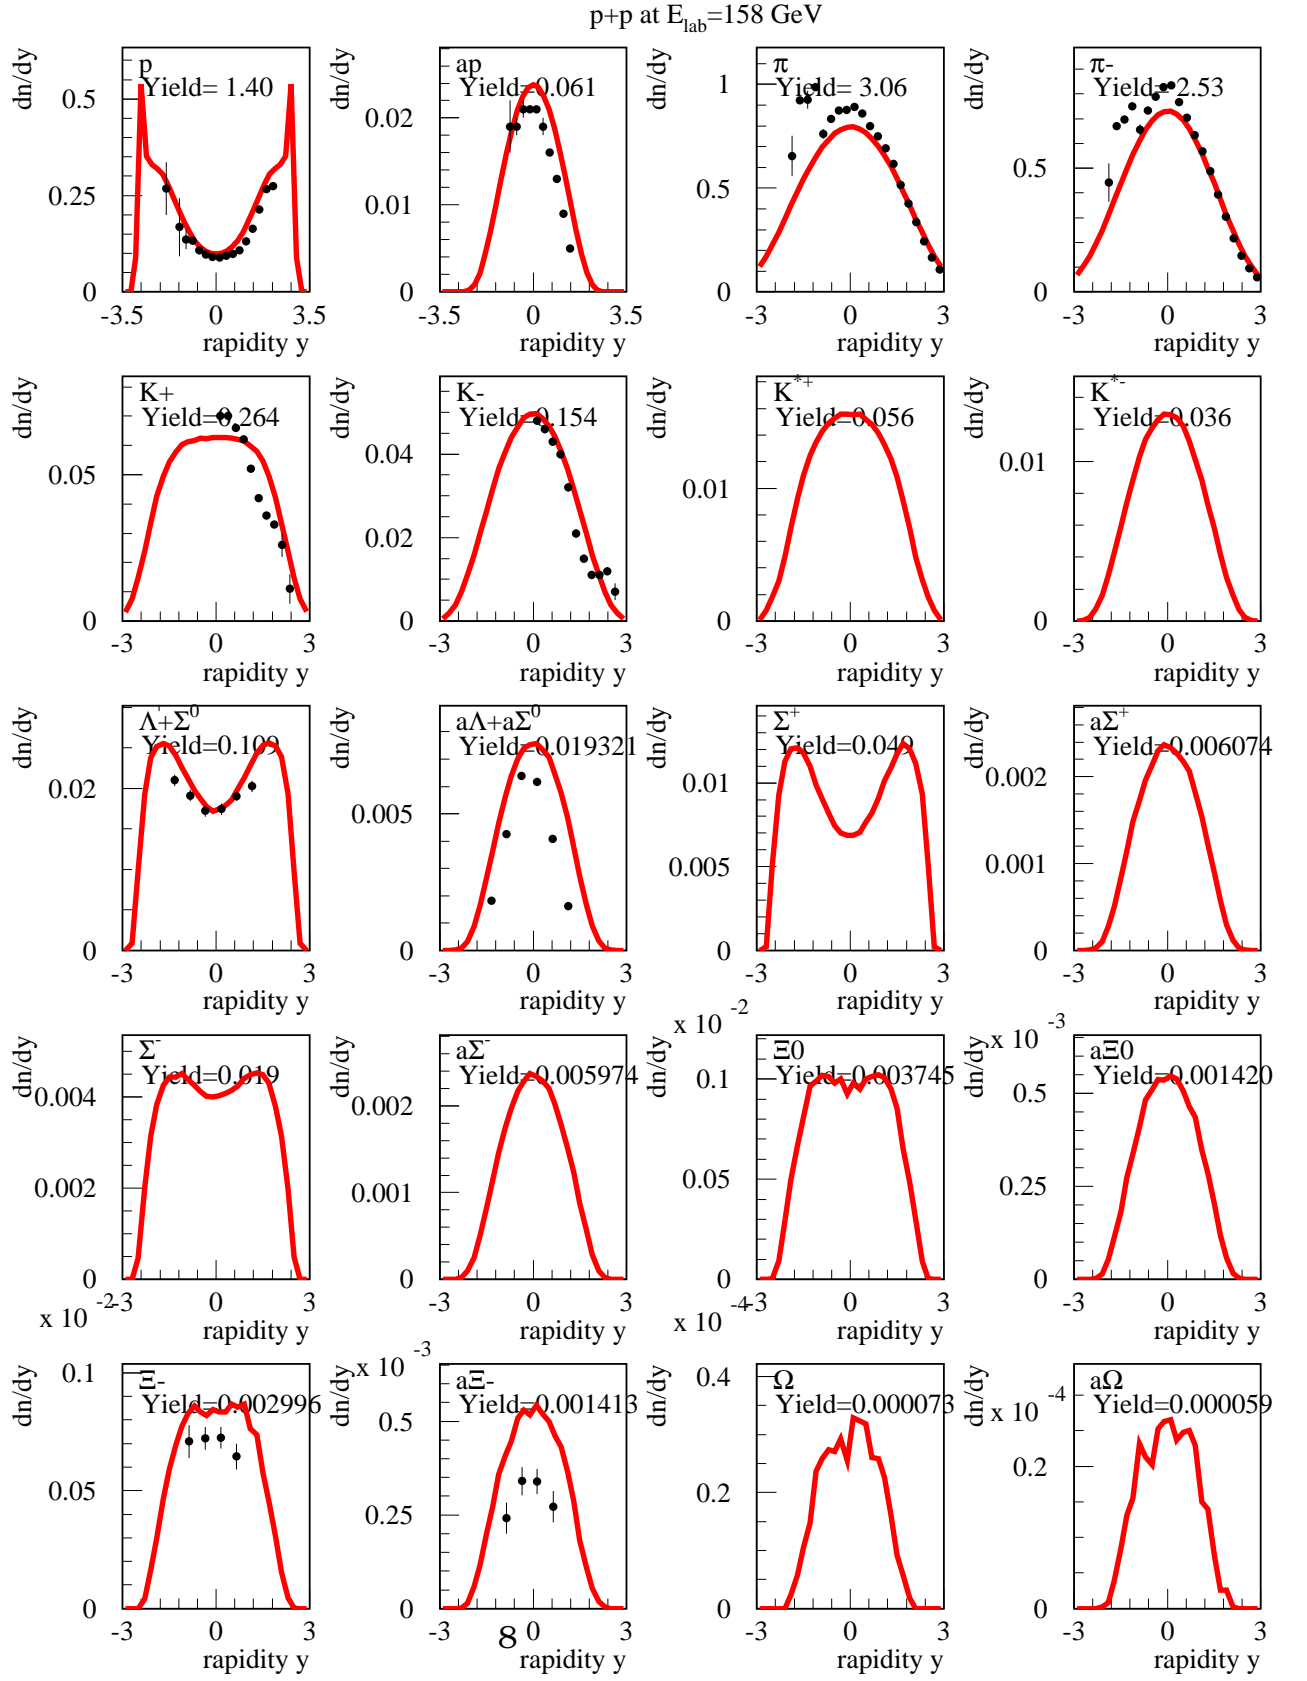 p+p at Elab=158 GeV
dn/dy
p
Yield= 1.40
0.5
0.25
0
-3.5 0 3.5
rapidity y
dn/dy
ap
Yield=0.061
0.02
0.01
0
-3.5 0 3.5
rapidity y
dn/dy
π
Yield= 3.06
1
0.5
0
-3 0 3
rapidity y
dn/dy
π-
Yield= 2.53
0.5
0
-3 0 3
rapidity y
dn/dy
K+
Yield=0.264
0.05
0
-3 0 3
rapidity y
dn/dy
K-
Yield=0.154
0.04
0.02
0
-3 0 3
rapidity y
dn/dy
K*+
Yield=0.056
0.01
0
-3 0 3
rapidity y
dn/dy
K*-
Yield=0.036
0.01
0
-3 0 3
rapidity y
dn/dy
Λ+Σ0
Yield=0.109
0.02
0
-3 0 3
rapidity y
dn/dy
aΛ+aΣ0
Yield=0.019321
0.005
0
-3 0 3
rapidity y
dn/dy
Σ+
Yield=0.049
0.01
0.005
0
-3 0 3
rapidity y
dn/dy
aΣ+
Yield=0.006074
0.002
0.001
0
-3 0 3
rapidity y
dn/dy
Σ-
Yield=0.019
0.004
0.002
0
-3 0 3
rapidity y
dn/dy
aΣ-
Yield=0.005974
0.002
0.001
0
-3 0 3
rapidity y
x 10-2
dn/dy
Ξ0
Yield=0.003745
0.1
0.05
0
-3 0 3
rapidity y
x 10-3
dn/dy
aΞ0
Yield=0.001420
0.5
0.25
0
-3 0 3
rapidity y
x 10-2
dn/dy
Ξ-
Yield=0.002996
0.1
0.05
0
-3 0 3
rapidity y
x 10-3
dn/dy
aΞ-
Yield=0.001413
0.5
0.25
0
-3 0 3
rapidity y
x 10-4
dn/dy
Ω
Yield=0.000073
0.4
0.2
0
-3 0 3
rapidity y
x 10-4
dn/dy
aΩ
Yield=0.000059
0.2
0
-3 0 3
rapidity y
8